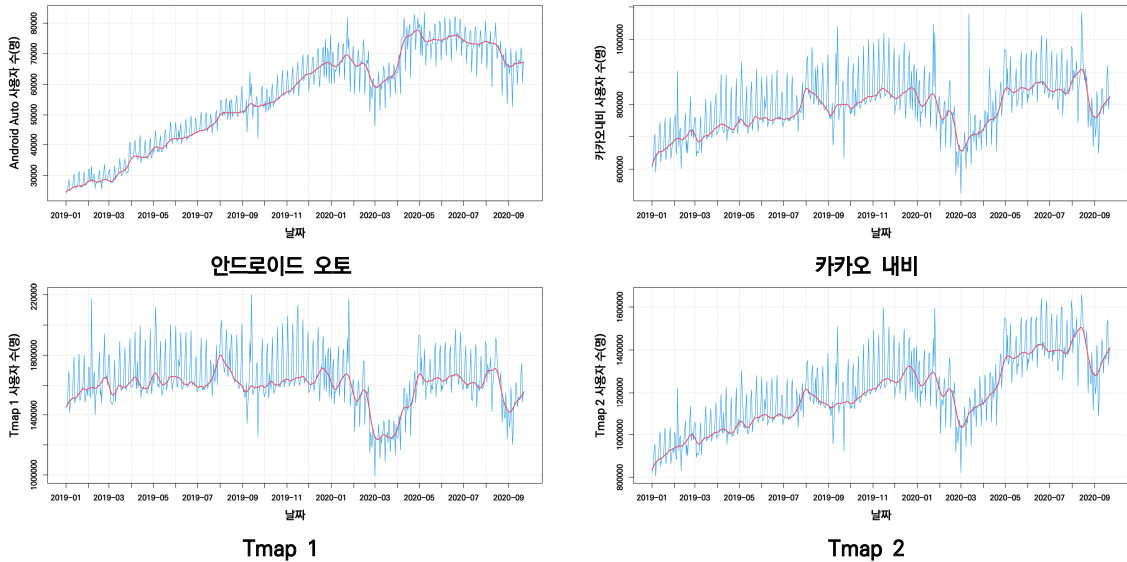 Android Auto 사용자 수(명)
80000
70000
60000
50000
40000
30000
2019-01 2019-03 2019-05 2019-07 2019-09 2019-11 2020-01 2020-03 2020-05 2020-07 2020-09
날짜
안드로이드 오토
카카오내비 사용자 수(명)
1000000
800000
600000
2019-01 2019-03 2019-05 2019-07 2019-09 2019-11 2020-01 2020-03 2020-05 2020-07 2020-09
날짜
카카오 내비
Tmap 1 사용자 수(명)
2200000
1800000
1400000
1000000
2019-01 2019-03 2019-05 2019-07 2019-09 2019-11 2020-01 2020-03 2020-05 2020-07 2020-09
날짜
Tmap 1
Tmap 2 사용자 수(명)
1600000
1400000
1200000
1000000
800000
2019-01 2019-03 2019-05 2019-07 2019-09 2019-11 2020-01 2020-03 2020-05 2020-07 2020-09
날짜
Tmap 2